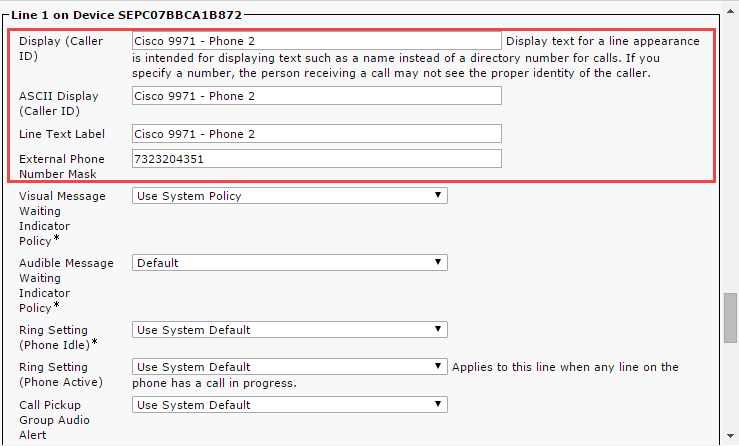 Line 1 on Device SEPC07BBCA1B872
Display (Caller ID)
Cisco 9971 - Phone 2 Display text for a line appearance
is intended for displaying text such as a name instead of a directory number for calls. If you
specify a number, the person receiving a call may not see the proper identity of the caller.
ASCII Display
(Caller ID)
Cisco 9971 - Phone 2
Line Text Label
Cisco 9971 - Phone 2
External Phone
Number Mask
7323204351
Visual Message
Waiting
Indicator
Policy*
Use System Policy
Audible Message
Waiting
Indicator
Policy*
Default
Ring Setting
(Phone Idle)*
Use System Default
Ring Setting
(Phone Active)
Use System Default Applies to this line when any line on the
phone has a call in progress.
Call Pickup
Group Audio
Alert
Use System Default